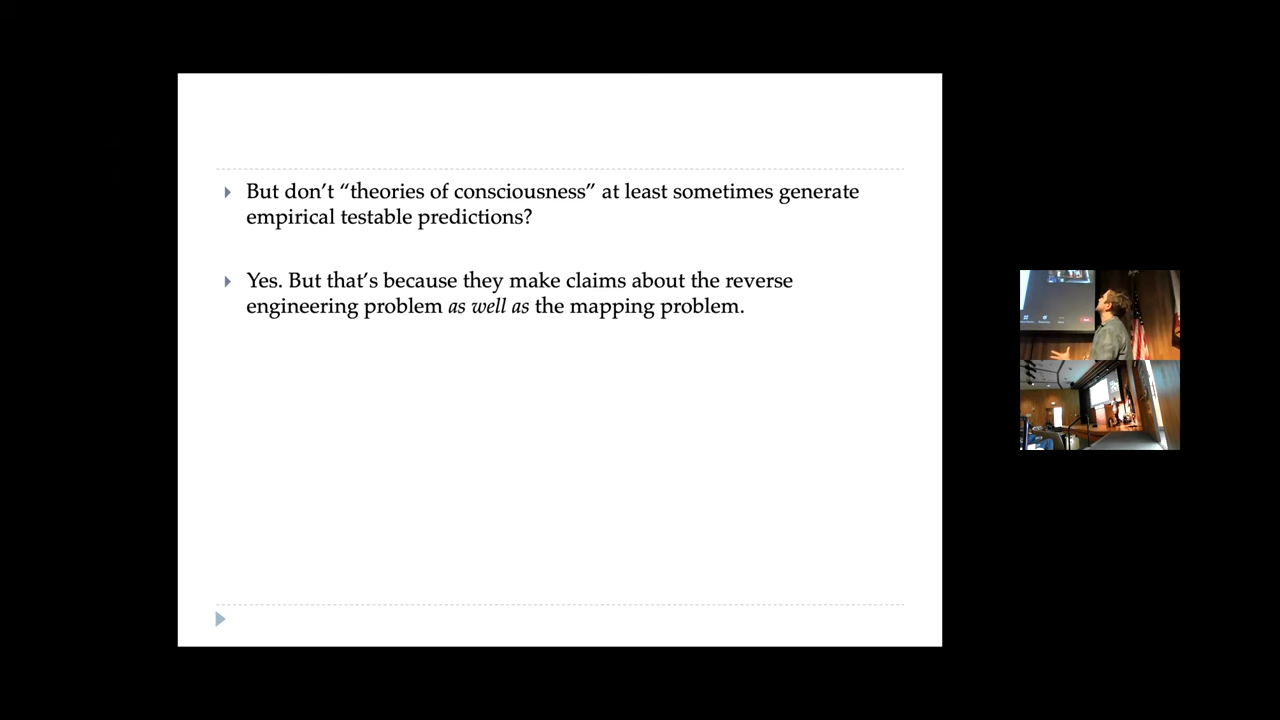 But don’t “theories of consciousness” at least sometimes generate
empirical testable predictions?
Yes. But that’s because they make claims about the reverse
engineering problem as well as the mapping problem.